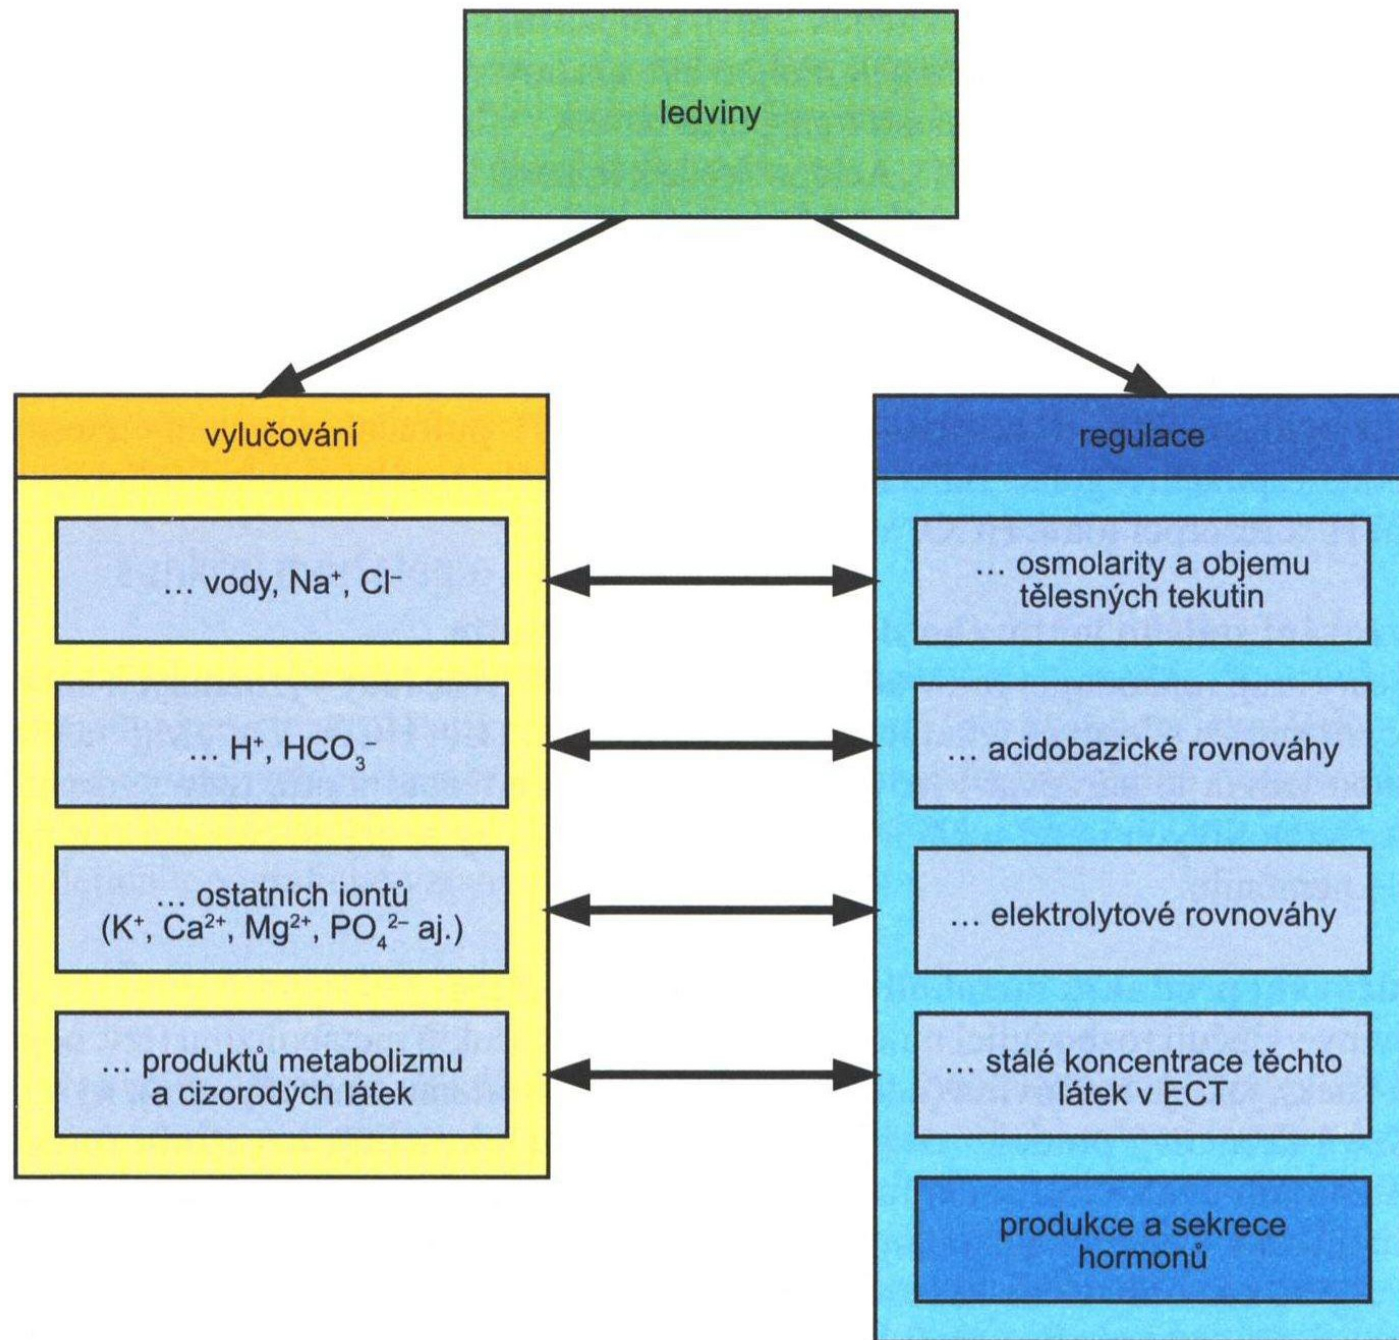 ledviny
vylučování
... vody, Na⁺, Cl⁻
... H⁺, HCO₃⁻
... ostatních iontů
(K⁺, Ca²⁺, Mg²⁺, PO₄²⁻ aj.)
... produktů metabolizmu
a cizorodých látek
regulace
... osmolarity a objemu
tělesných tekutin
... acidobazické rovnováhy
... elektrolytové rovnováhy
... stálé koncentrace těchto
látek v ECT
produkce a sekrece
hormonů